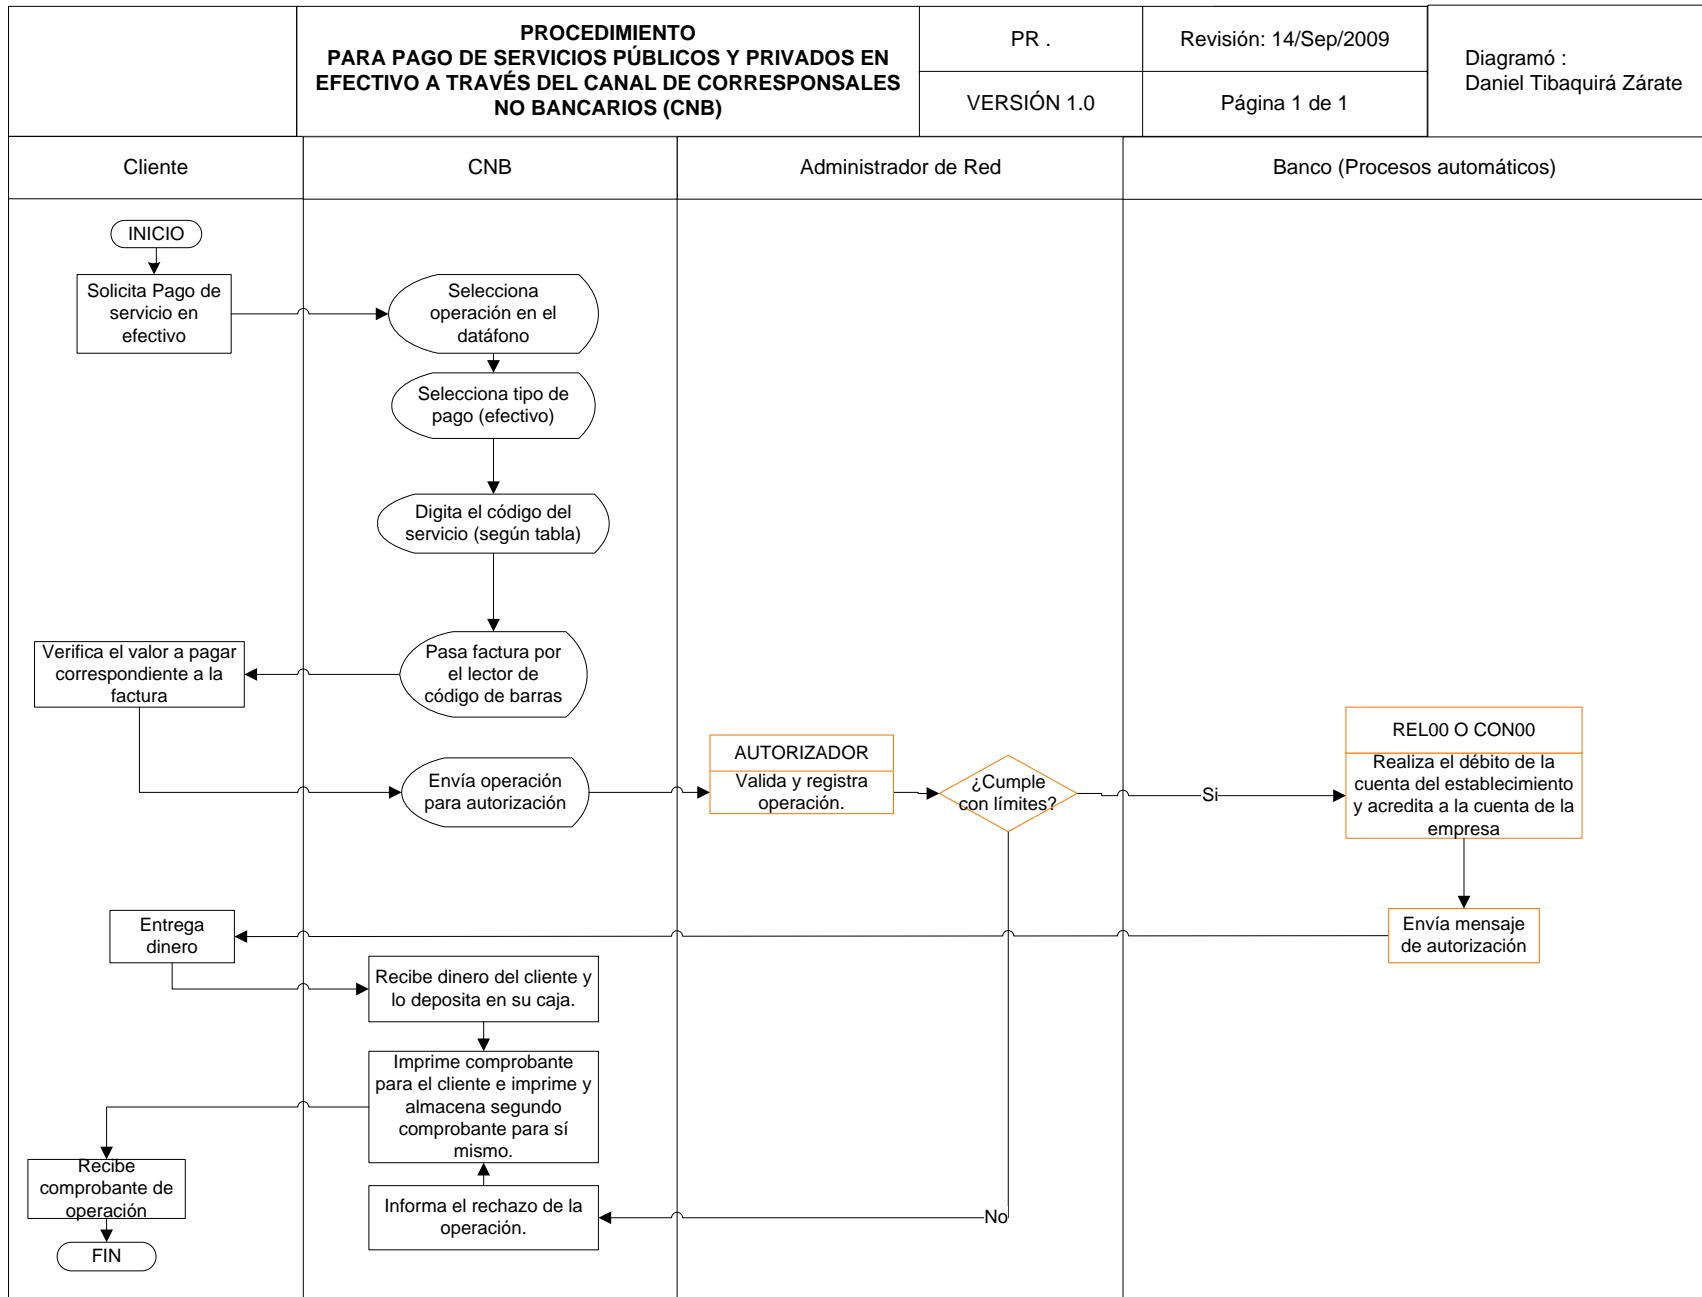 PROCEDIMIENTO
PARA PAGO DE SERVICIOS PÚBLICOS Y PRIVADOS EN
EFECTIVO A TRAVÉS DEL CANAL DE CORRESPONSALES
NO BANCARIOS (CNB)
PR .
Revisión: 14/Sep/2009
VERSIÓN 1.0
Página 1 de 1
Diagramó :
Daniel Tibaquirá Zárate
Cliente
CNB
Administrador de Red
Banco (Procesos automáticos)
INICIO
Solicita Pago de
servicio en
efectivo
Selecciona
operación en el
datáfono
Selecciona tipo de
pago (efectivo)
Digita el código del
servicio (según tabla)
Pasa factura por
el lector de
código de barras
Verifica el valor a pagar
correspondiente a la
factura
Envía operación
para autorización
AUTORIZADOR
Valida y registra
operación.
¿Cumple
con límites?
Si
REL00 O CON00
Realiza el débito de la
cuenta del establecimiento
y acredita a la cuenta de la
empresa
Envía mensaje
de autorización
Entrega
dinero
Recibe dinero del cliente y
lo deposita en su caja.
Imprime comprobante
para el cliente e imprime y
almacena segundo
comprobante para sí
mismo.
Recibe
comprobante de
operación
Informa el rechazo de la
operación.
No
FIN